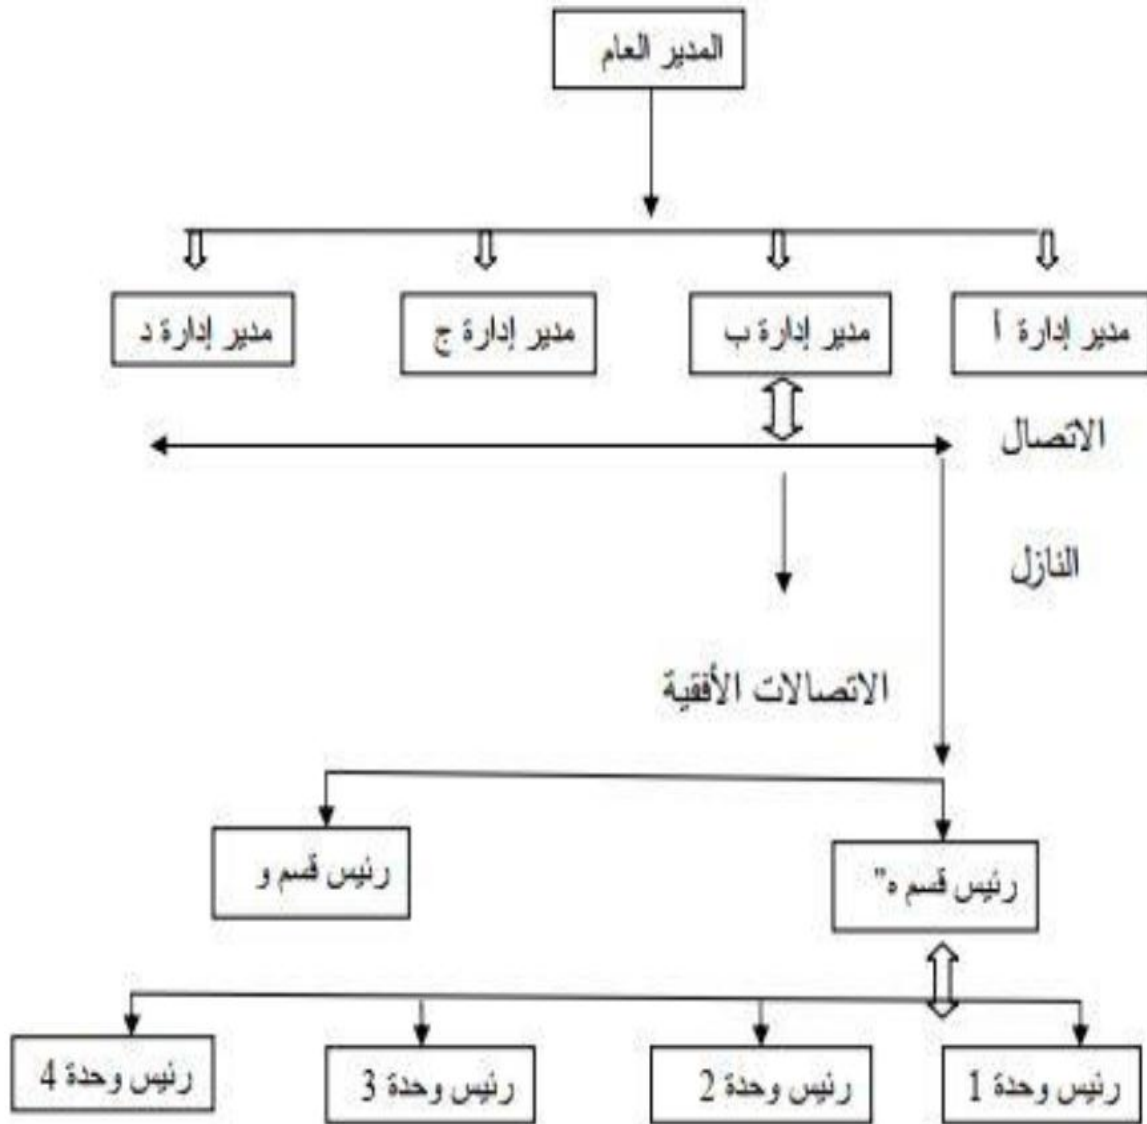 المدير العام
مدير إدارة أ
مدير إدارة ب
مدير إدارة ج
مدير إدارة د
الاتصال
النازل
الاتصالات الأفقية
رئيس قسم ه"
رئيس قسم و
رئيس وحدة 1
رئيس وحدة 2
رئيس وحدة 3
رئيس وحدة 4